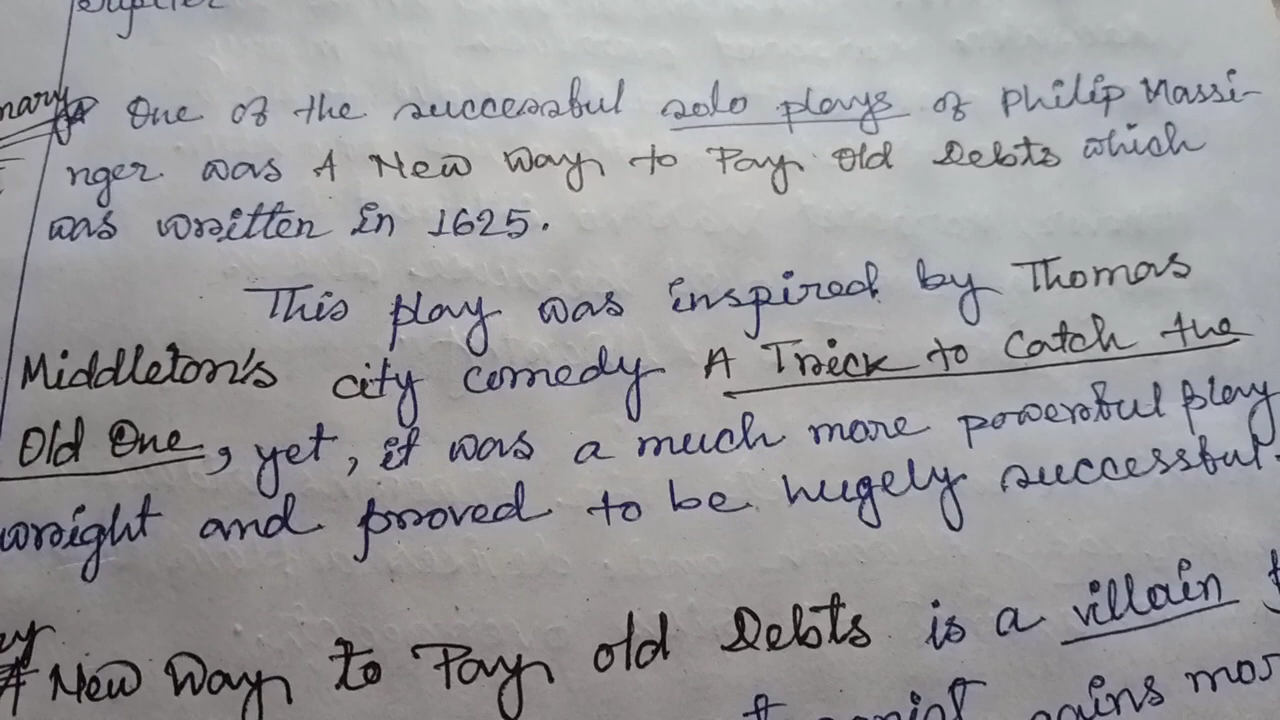 One of the successful solo plays of Philip Massi-
nger was A New Way to Pay Old Debts which
was written in 1625.
This play was inspired by Thomas
Middleton's city comedy A Trick to Catch the
Old One, yet, it was a much more powerful play
wright and proved to be hugely successful.
A New Way to Pay old Debts is a villain
gains mor